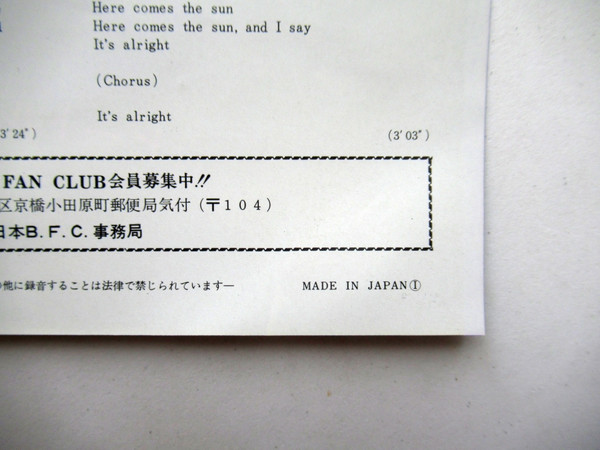 Here comes the sun
Here comes the sun, and I say
It's alright
(Chorus)
It's alright
3′24″)
(3′03″)
FAN CLUB会員募集中!!
区京橋小田原町郵便局気付（〒104）
日本B.F.C.事務局
の他に録音することは法律で禁じられています—
MADE IN JAPANⒾ